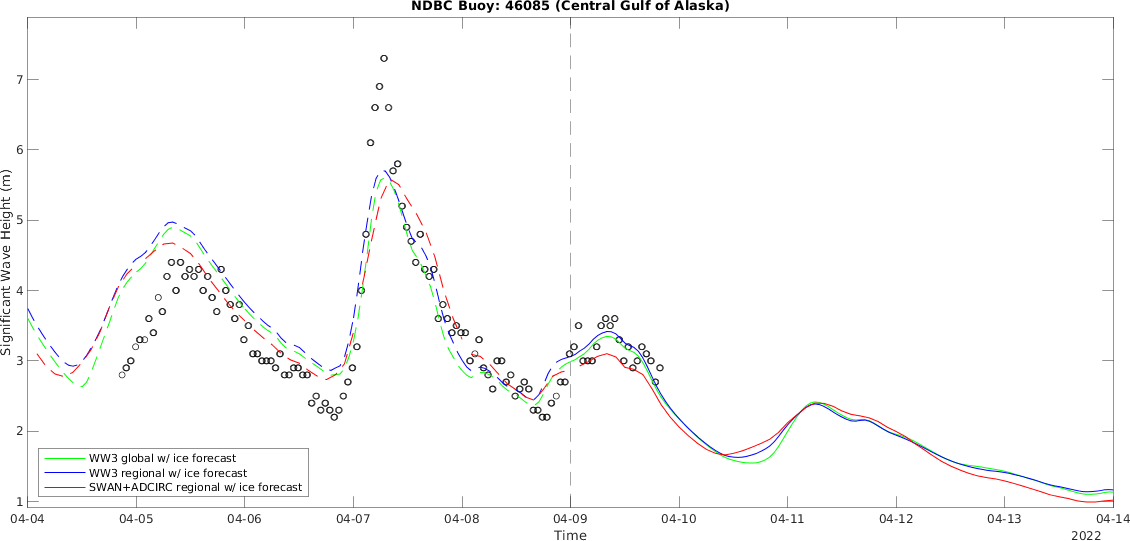 NDBC Buoy: 46085 (Central Gulf of Alaska)
Significant Wave Height (m)
7
6
5
4
3
2
1
WW3 global w/ ice forecast
WW3 regional w/ ice forecast
SWAN+ADCIRC regional w/ ice forecast
04-04 04-05 04-06 04-07 04-08 04-09 04-10 04-11 04-12 04-13 04-14
Time
2022